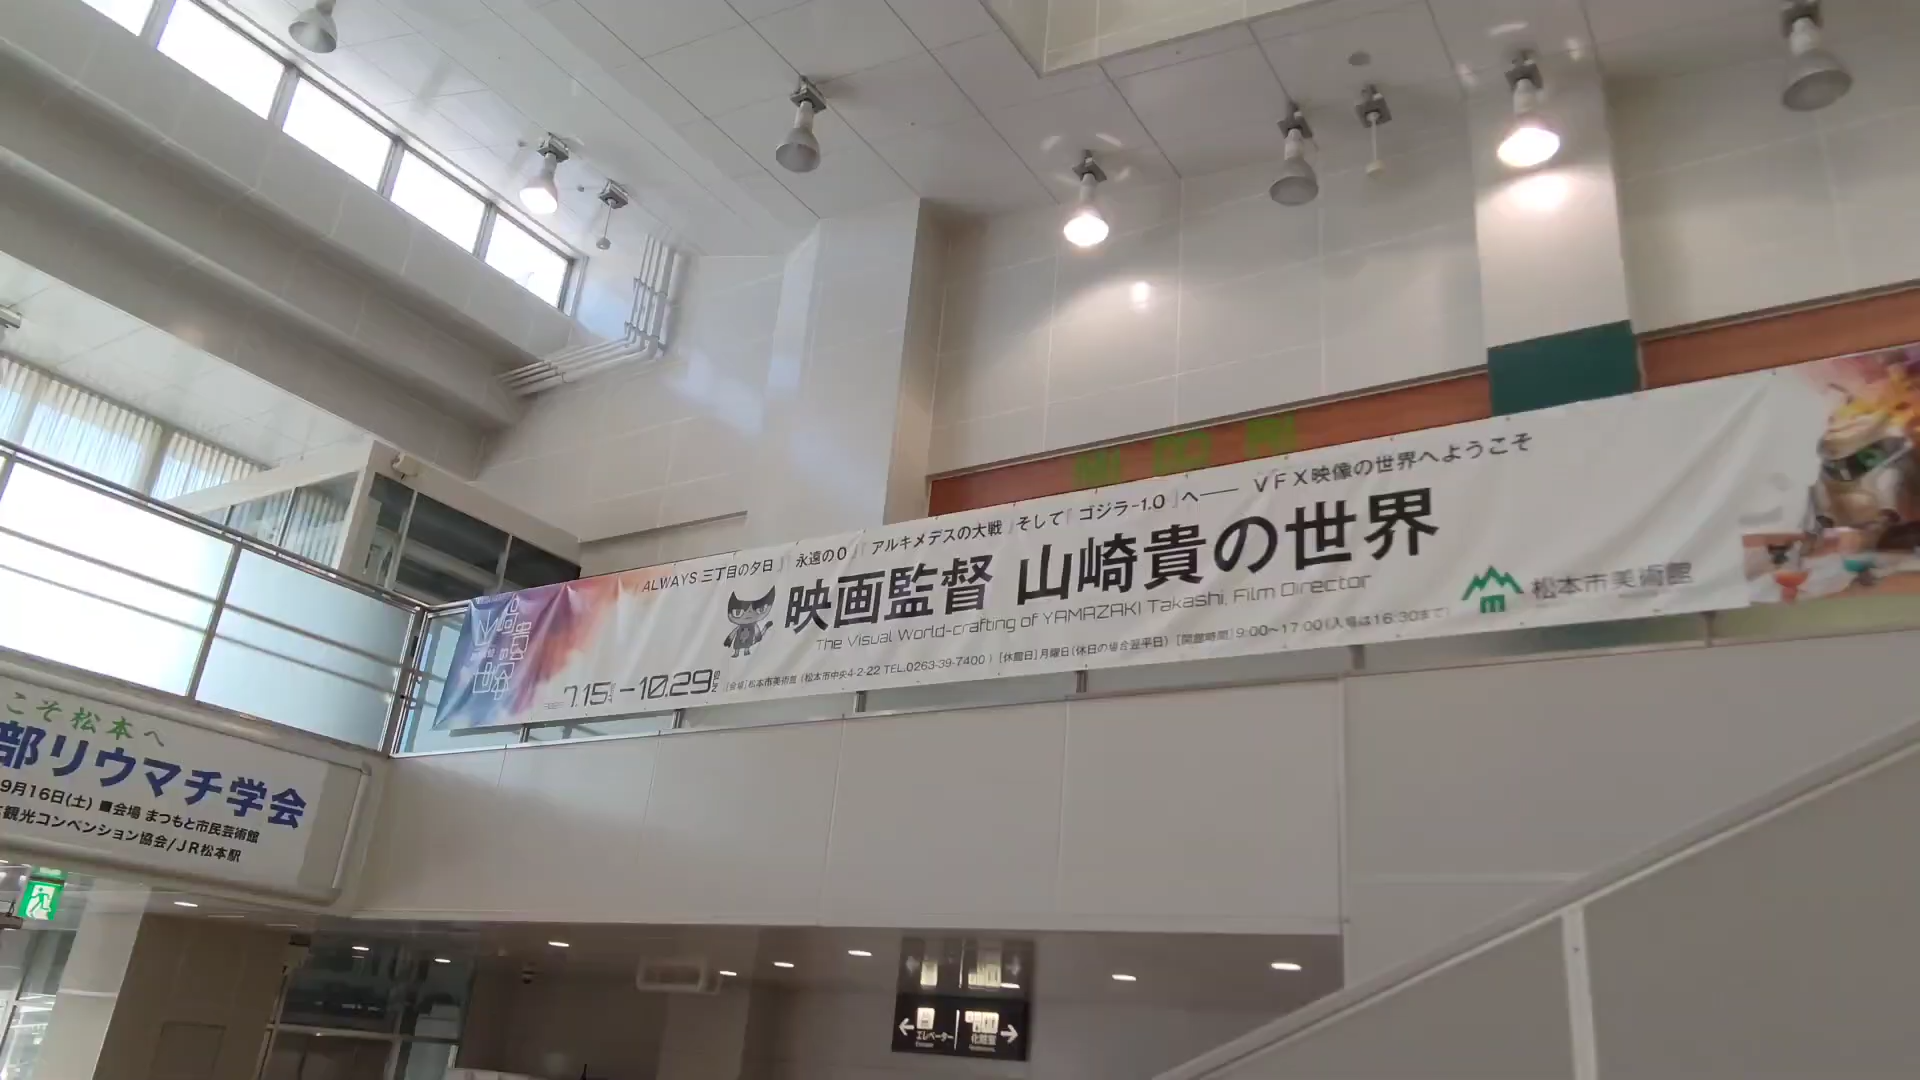 『ALWAYS 三丁目の夕日』『永遠の0』『アルキメデスの大戦』そして『ゴジラ-1.0』へ── VFX映像の世界へようこそ
映画監督 山崎貴の世界
The Visual World-crafting of YAMAZAKI Takashi, Film Director
松本市美術館
7.15 – 10.29
[会場] 松本市美術館 (松本市中央4-2-22 TEL.0263-39-7400) [休館日] 月曜日(休日の場合翌平日) [開館時間] 9:00〜17:00 (入場は16:30まで)
こそ松本へ
部リウマチ学会
9月16日(土) ■会場 まつもと市民芸術館
観光コンベンション協会/JR松本駅
← エレベーター
化粧室 →